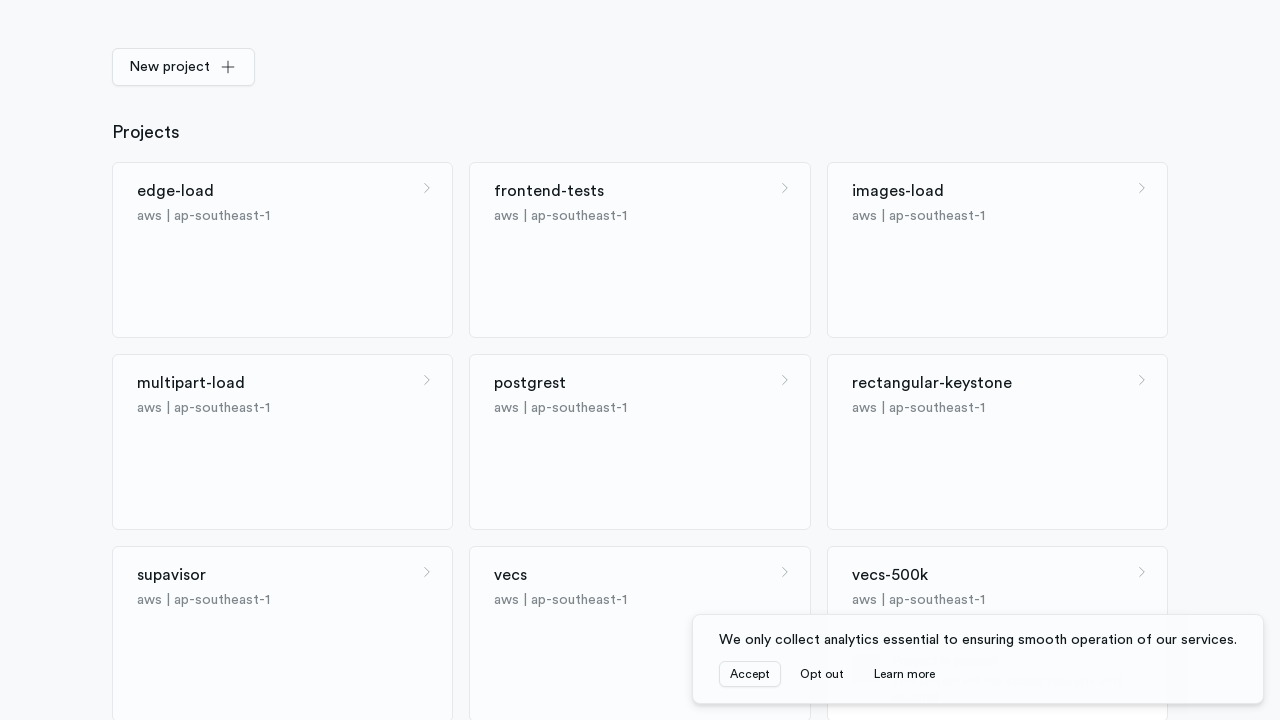 New project
Projects
edge-load
aws | ap-southeast-1
frontend-tests
aws | ap-southeast-1
images-load
aws | ap-southeast-1
multipart-load
aws | ap-southeast-1
postgrest
aws | ap-southeast-1
rectangular-keystone
aws | ap-southeast-1
supavisor
aws | ap-southeast-1
vecs
aws | ap-southeast-1
vecs-500k
aws | ap-southeast-1
We only collect analytics essential to ensuring smooth operation of our services.
Accept Opt out Learn more